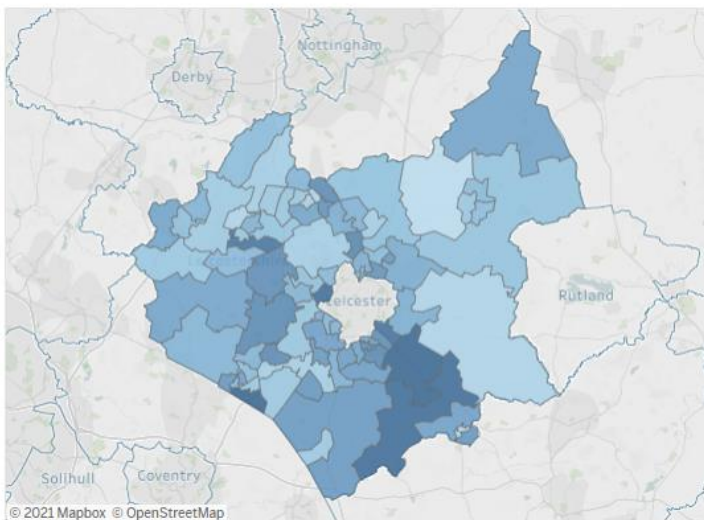 Nottingham
Derby
Leicester
Rutland
Solihull
Coventry
© 2021 Mapbox © OpenStreetMap